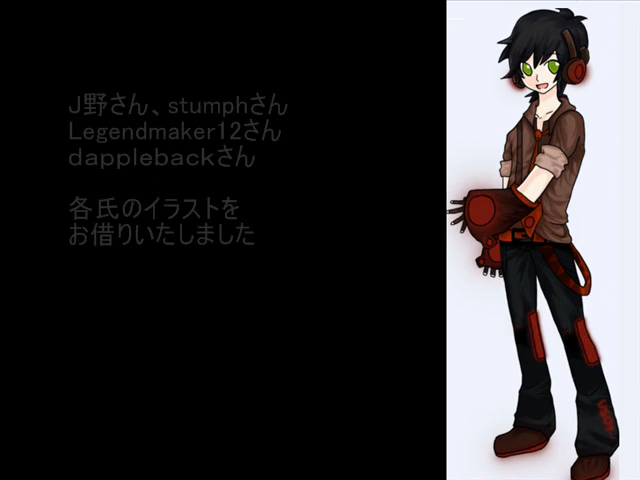 J野さん、stumphさん
Legendmaker12さん
dapplebackさん
各氏のイラストを
お借りいたしました